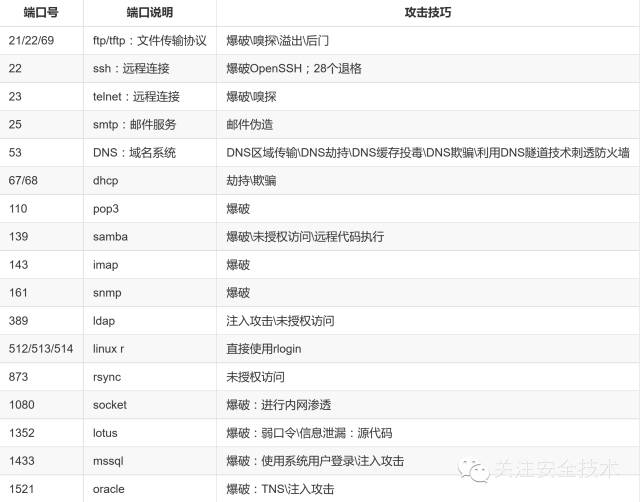 端口号 端口说明 攻击技巧
21/22/69 ftp/tftp：文件传输协议 爆破\嗅探\溢出\后门
22 ssh：远程连接 爆破OpenSSH；28个退格
23 telnet：远程连接 爆破\嗅探
25 smtp：邮件服务 邮件伪造
53 DNS：域名系统 DNS区域传输\DNS劫持\DNS缓存投毒\DNS欺骗\利用DNS隧道技术刺透防火墙
67/68 dhcp 劫持\欺骗
110 pop3 爆破
139 samba 爆破\未授权访问\远程代码执行
143 imap 爆破
161 snmp 爆破
389 ldap 注入攻击\未授权访问
512/513/514 linux r 直接使用rlogin
873 rsync 未授权访问
1080 socket 爆破：进行内网渗透
1352 lotus 爆破：弱口令\信息泄漏：源代码
1433 mssql 爆破：使用系统用户登录\注入攻击
1521 oracle 爆破：TNS\注入攻击
关注安全技术